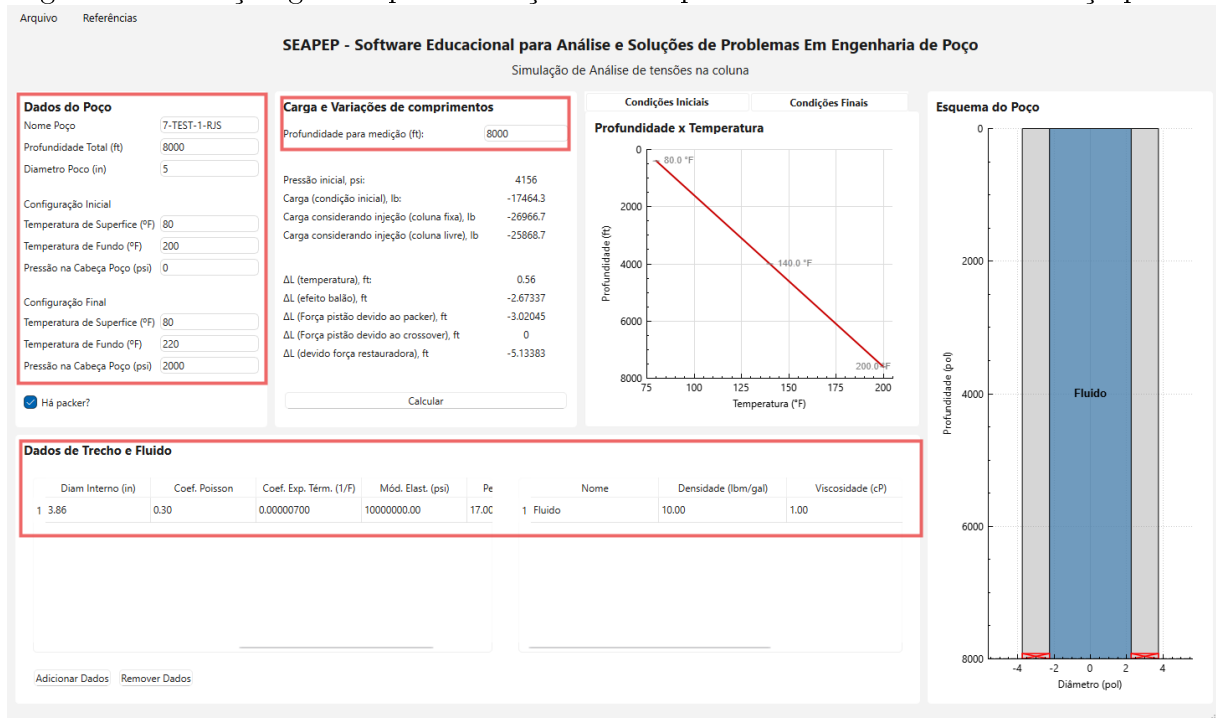 Arquivo Referências
SEAPEP - Software Educacional para Análise e Soluções de Problemas Em Engenharia de Poço
Simulação de Análise de tensões na coluna
Dados do Poço
Nome Poço 7-TEST-1-RJS
Profundidade Total (ft) 8000
Diametro Poco (in) 5
Configuração Inicial
Temperatura de Superfice (ºF) 80
Temperatura de Fundo (ºF) 200
Pressão na Cabeça Poço (psi) 0
Configuração Final
Temperatura de Superfice (ºF) 80
Temperatura de Fundo (ºF) 220
Pressão na Cabeça Poço (psi) 2000
Há packer?
Carga e Variações de comprimentos
Profundidade para medição (ft): 8000
Pressão inicial, psi: 4156
Carga (condição inicial), lb: -17464.3
Carga considerando injeção (coluna fixa), lb -26966.7
Carga considerando injeção (coluna livre), lb -25868.7
ΔL (temperatura), ft: 0.56
ΔL (efeito balão), ft -2.67337
ΔL (Força pistão devido ao packer), ft -3.02045
ΔL (Força pistão devido ao crossover), ft 0
ΔL (devido força restauradora), ft -5.13383
Calcular
Condições Iniciais Condições Finais
Profundidade x Temperatura
Profundidade (ft)
0
2000
4000
6000
8000
80.0 °F
140.0 °F
200.0 °F
75 100 125 150 175 200
Temperatura (°F)
Esquema do Poço
Profundidade (pol)
0
2000
4000
6000
8000
Fluido
-4 -2 0 2 4
Diâmetro (pol)
Dados de Trecho e Fluido
Diam Interno (in) Coef. Poisson Coef. Exp. Térm. (1/F) Mód. Elast. (psi) Pe
1 3.86 0.30 0.00000700 10000000.00 17.00
Nome Densidade (lbm/gal) Viscosidade (cP)
1 Fluido 10.00 1.00
Adicionar Dados Remover Dados